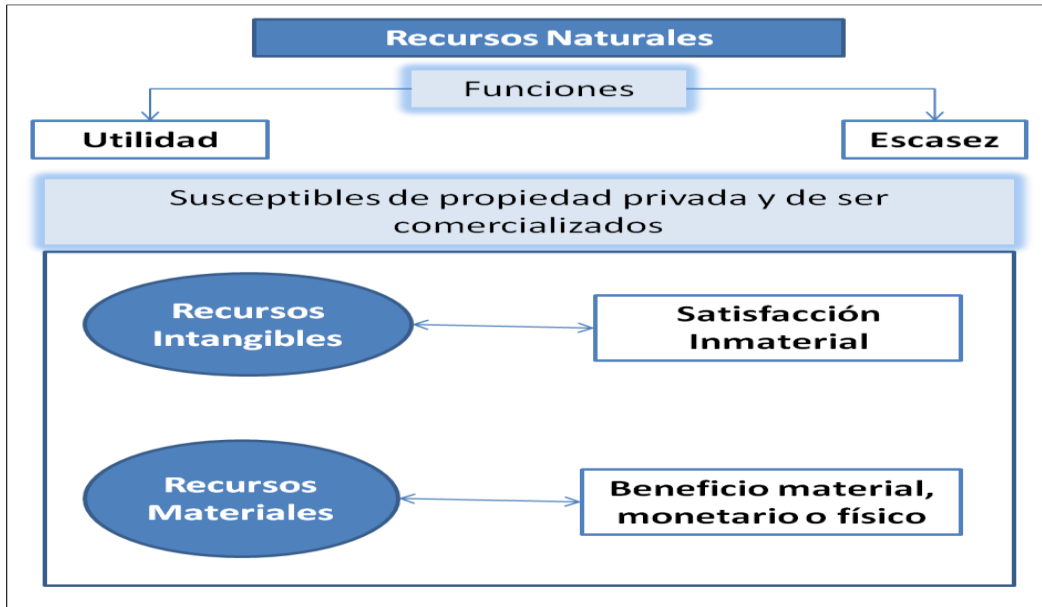 Recursos Naturales
Funciones
Utilidad
Escasez
Susceptibles de propiedad privada y de ser
comercializados
Recursos
Intangibles
Satisfacción
Inmaterial
Recursos
Materiales
Beneficio material,
monetario o físico